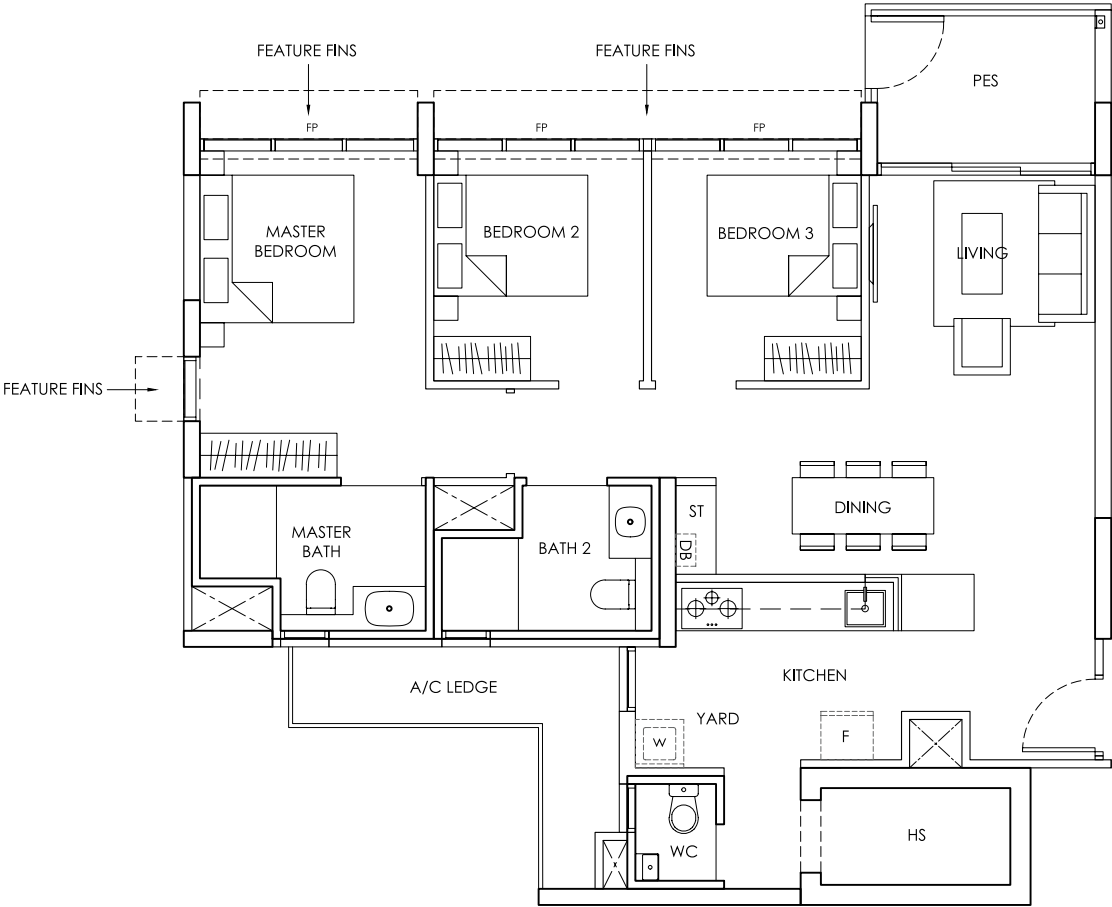 FEATURE FINS
FEATURE FINS
PES
FP
FP
FP
MASTER
BEDROOM
BEDROOM 2
BEDROOM 3
LIVING
FEATURE FINS
DINING
ST
DB
MASTER
BATH
BATH 2
KITCHEN
A/C LEDGE
YARD
W
F
HS
WC